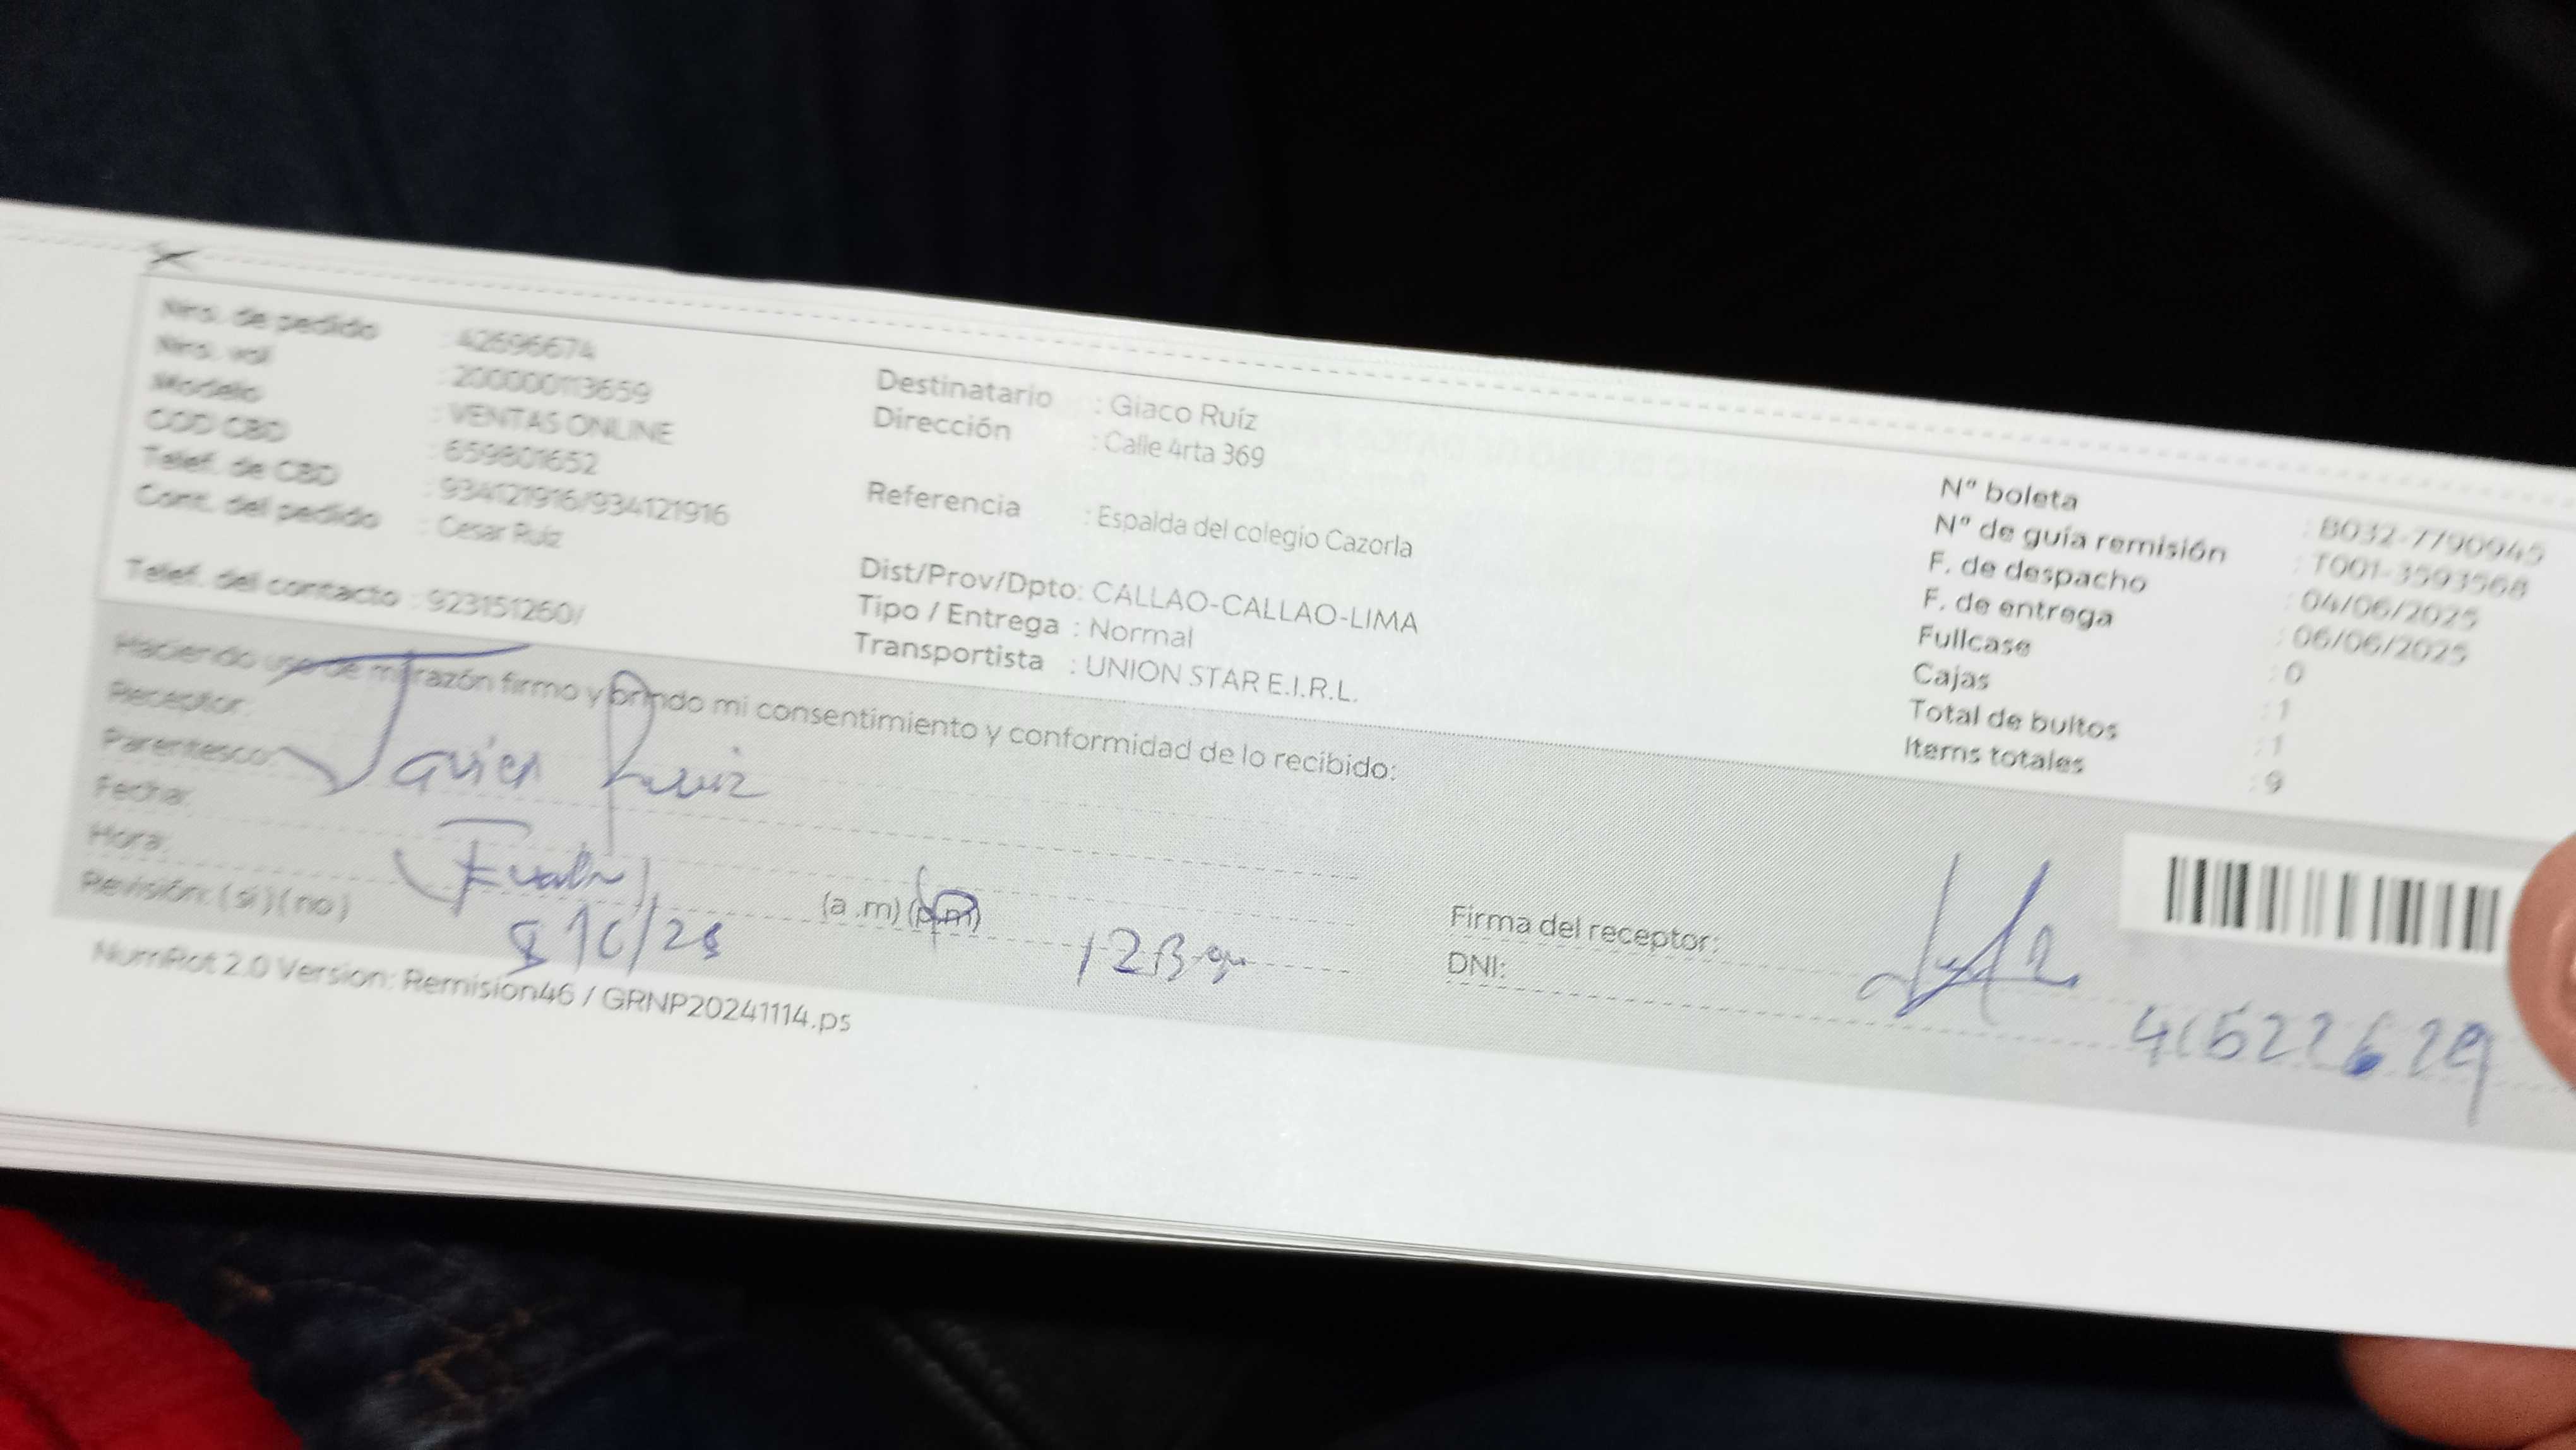 Nrs. de pedido : 42696674
Nrs. vol : 200000113659
Modelo : VENTAS ONLINE
COD CBD : 659801652
Telef. de CBD : 934121916/934121916
Cont. del pedido : Cesar Ruiz
Telef. del contacto : 923151260/
Destinatario : Giaco Ruíz
Dirección : Calle 4rta 369
Referencia : Espalda del colegio Cazorla
Dist/Prov/Dpto: CALLAO-CALLAO-LIMA
Tipo / Entrega : Normal
Transportista : UNION STAR E.I.R.L.
N° boleta : B032-7790945
N° de guía remisión : T001-3593568
F. de despacho : 04/06/2025
F. de entrega : 06/06/2025
Fullcase : 0
Cajas : 1
Total de bultos : 1
Items totales : 9
Haciendo uso de mi razón firmo y brindo mi consentimiento y conformidad de lo recibido:
Receptor: Javier Ruiz
Parentesco
Fecha:
Hora: (a.m) (p.m)
Revisión: (si) (no)
Firma del receptor:
DNI:
NumRot 2.0 Version: Remision46 / GRNP20241114.ps